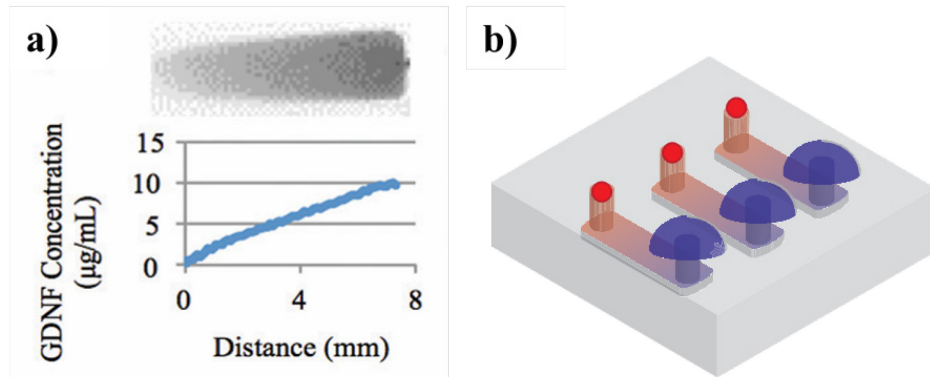 a)
GDNF Concentration
(µg/mL)
15
10
5
0
0 4 8
Distance (mm)
b)